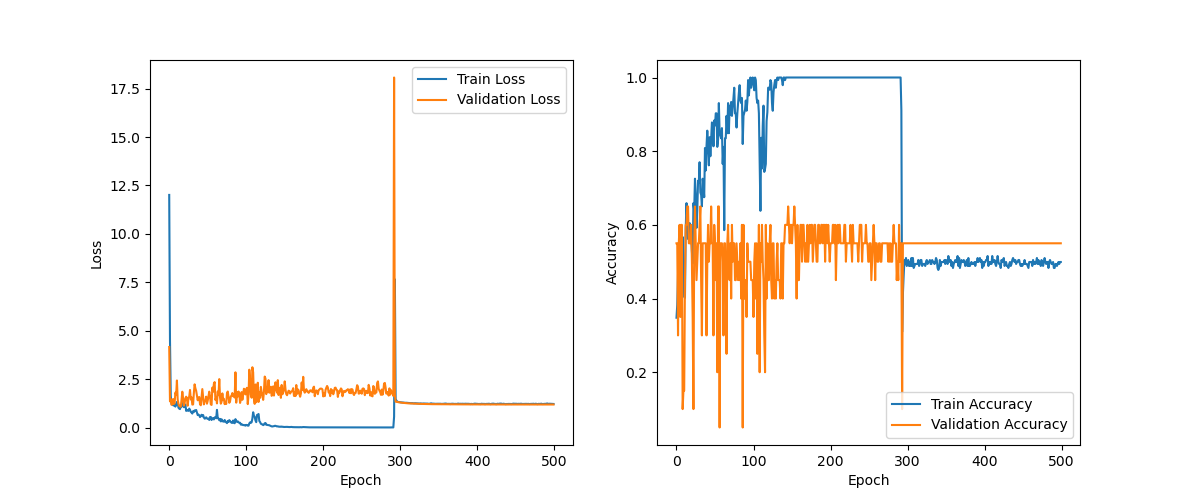 Train Loss
Validation Loss
17.5
15.0
12.5
10.0
7.5
5.0
2.5
0.0
Loss
0 100 200 300 400 500
Epoch
1.0
0.8
0.6
0.4
0.2
Accuracy
Train Accuracy
Validation Accuracy
0 100 200 300 400 500
Epoch